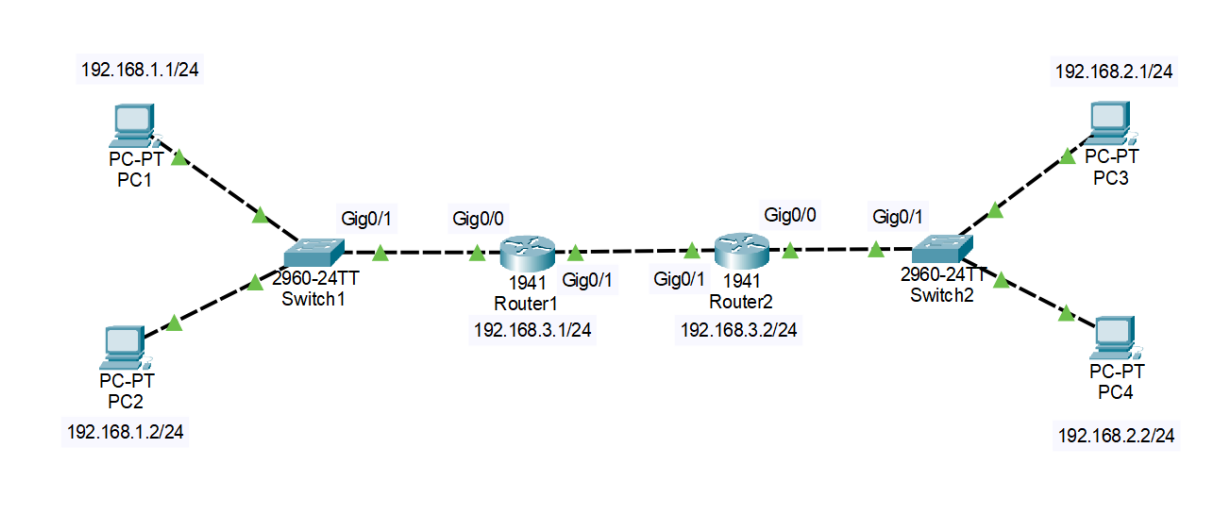 192.168.1.1/24
PC-PT
PC1
PC-PT
PC2
192.168.1.2/24
Gig0/1
2960-24TT
Switch1
Gig0/0
1941
Router1
Gig0/1
192.168.3.1/24
Gig0/0
Gig0/1
1941
Router2
192.168.3.2/24
Gig0/1
2960-24TT
Switch2
192.168.2.1/24
PC-PT
PC3
PC-PT
PC4
192.168.2.2/24